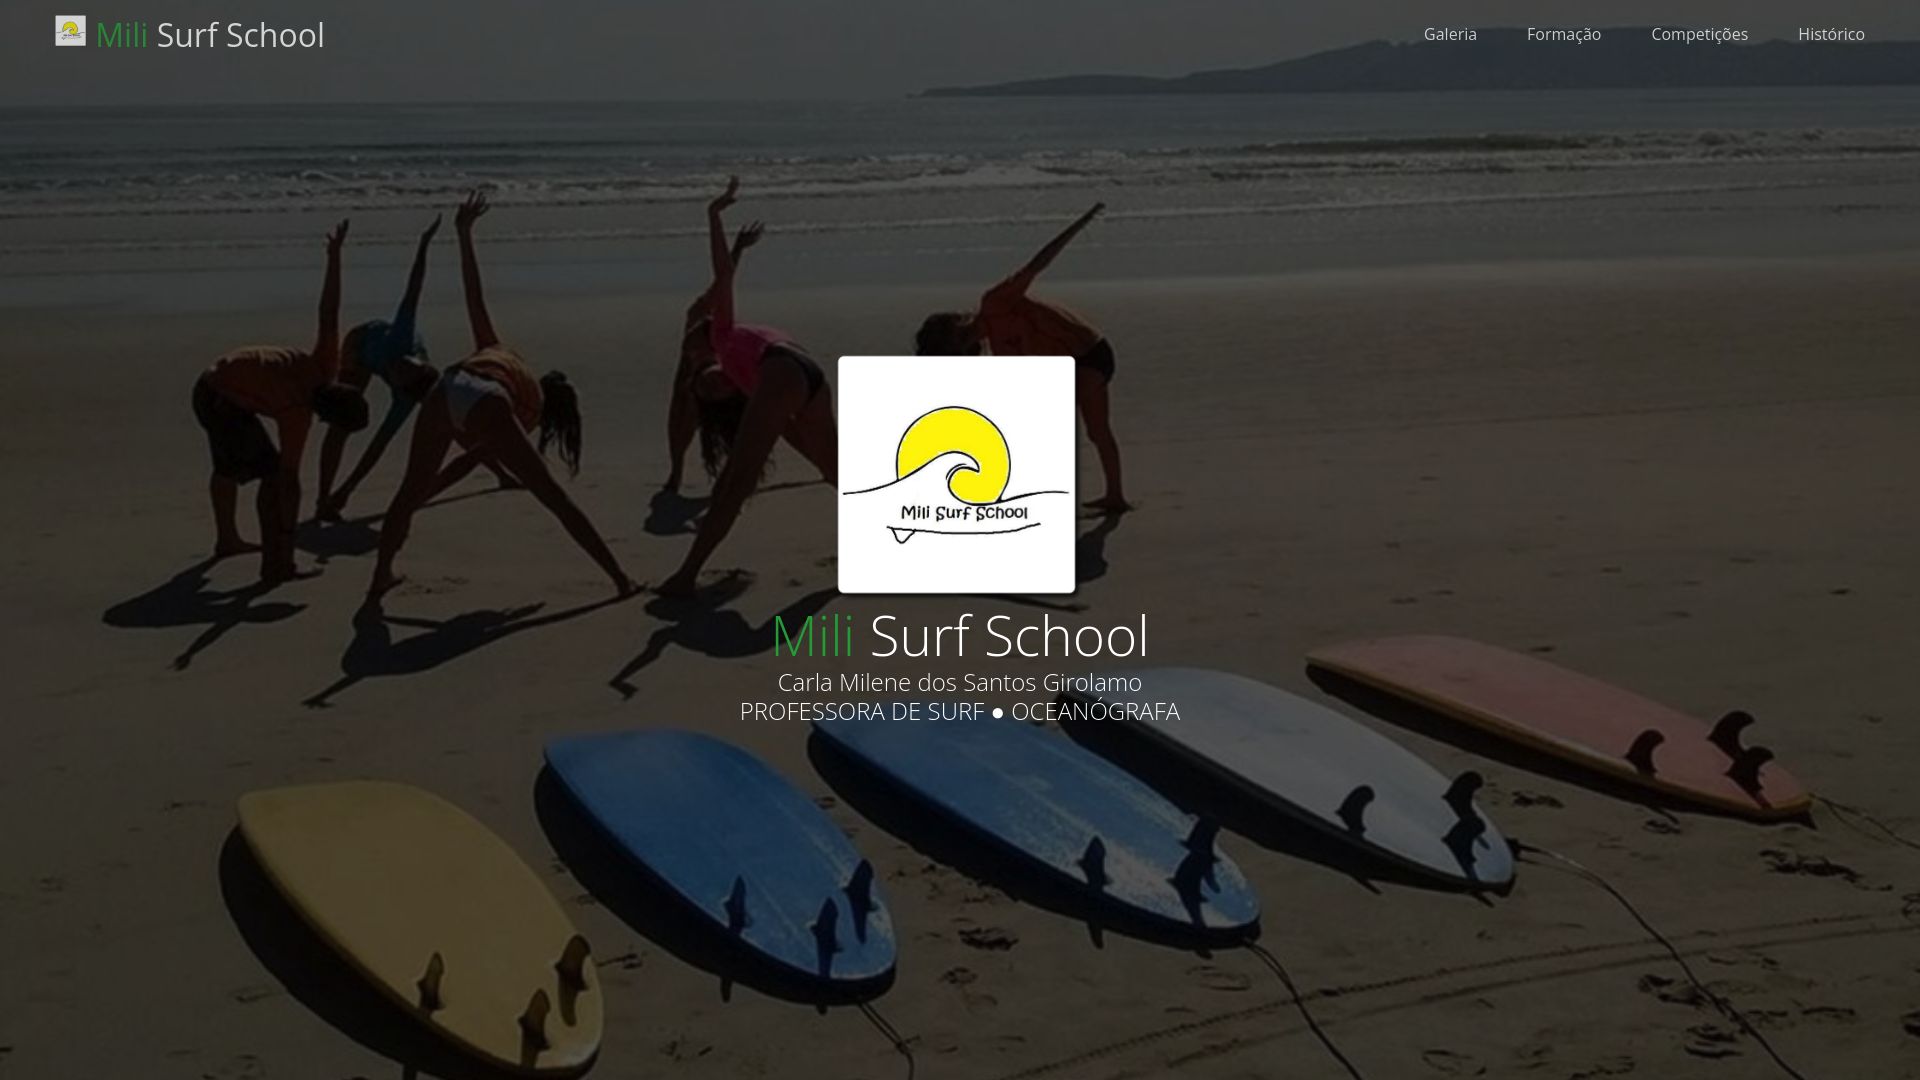 Mili Surf School
Galeria
Formação
Competições
Histórico
Mili Surf School
Mili Surf School
Carla Milene dos Santos Girolamo
PROFESSORA DE SURF ● OCEANÓGRAFA